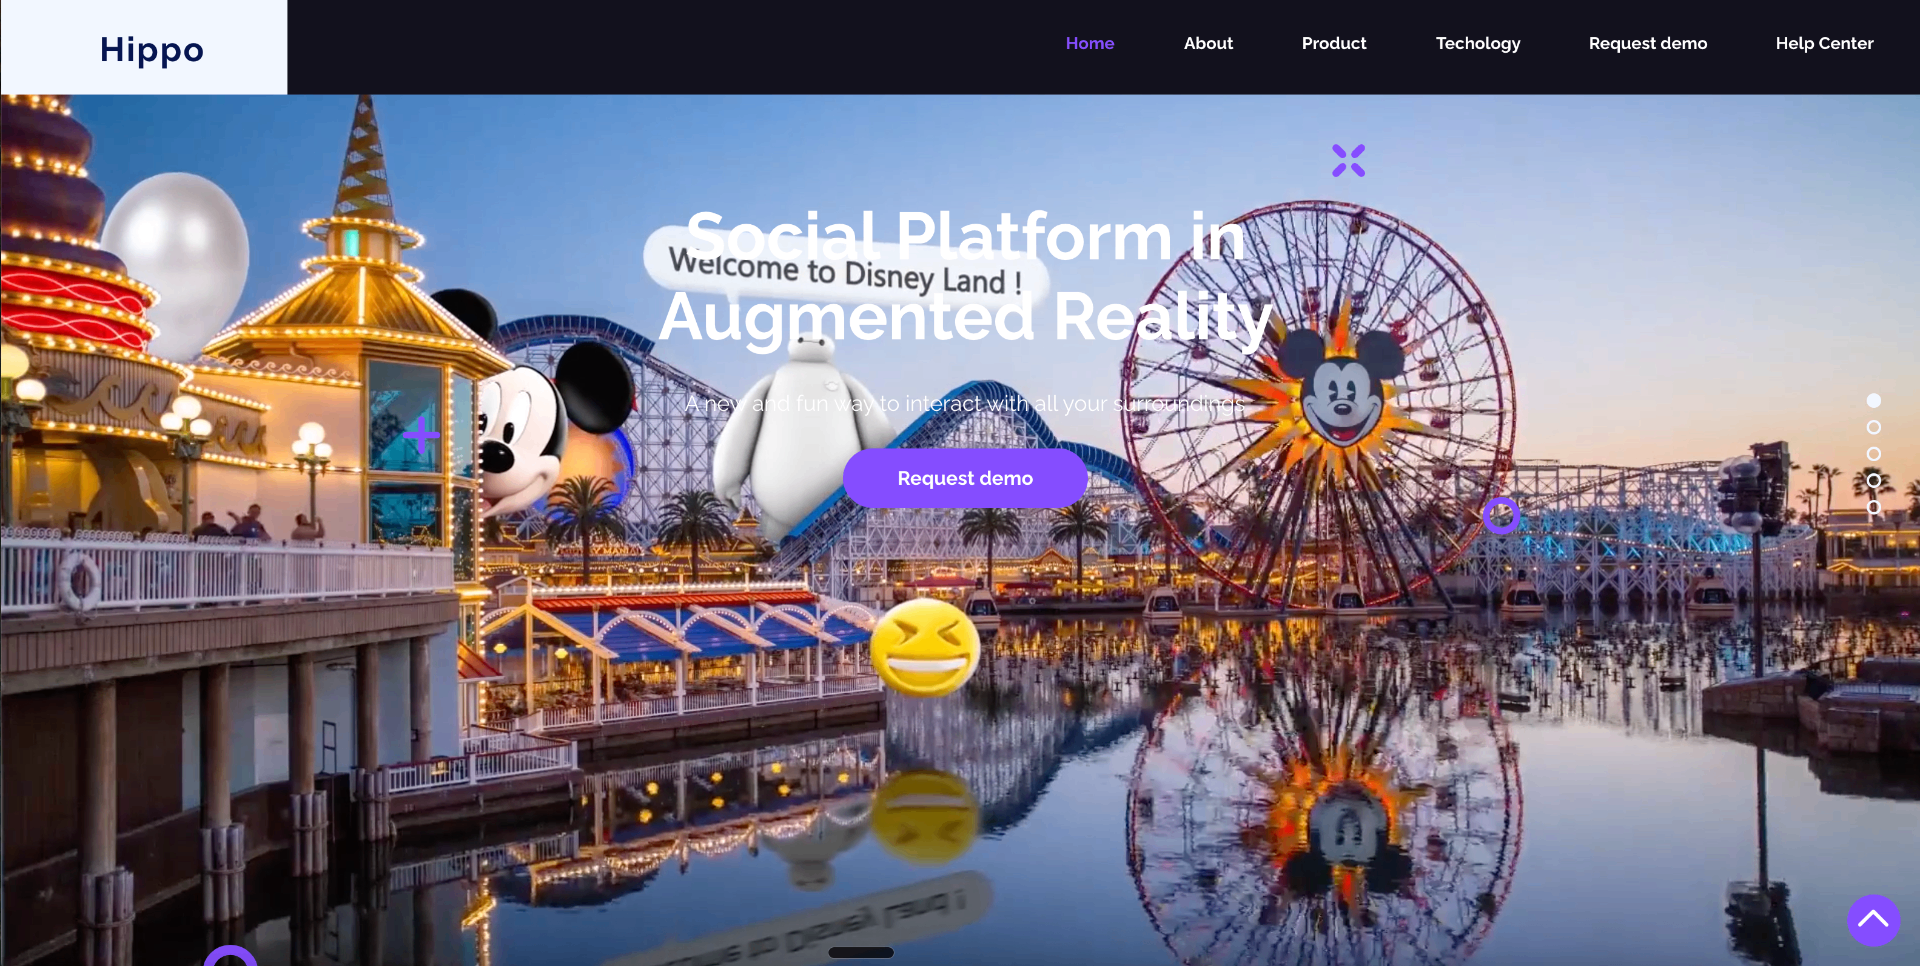 Hippo
Home About Product Techology Request demo Help Center
Social Platform in
Welcome to Disney Land !
Augmented Reality
A new and fun way to interact with all your surroundings
Request demo